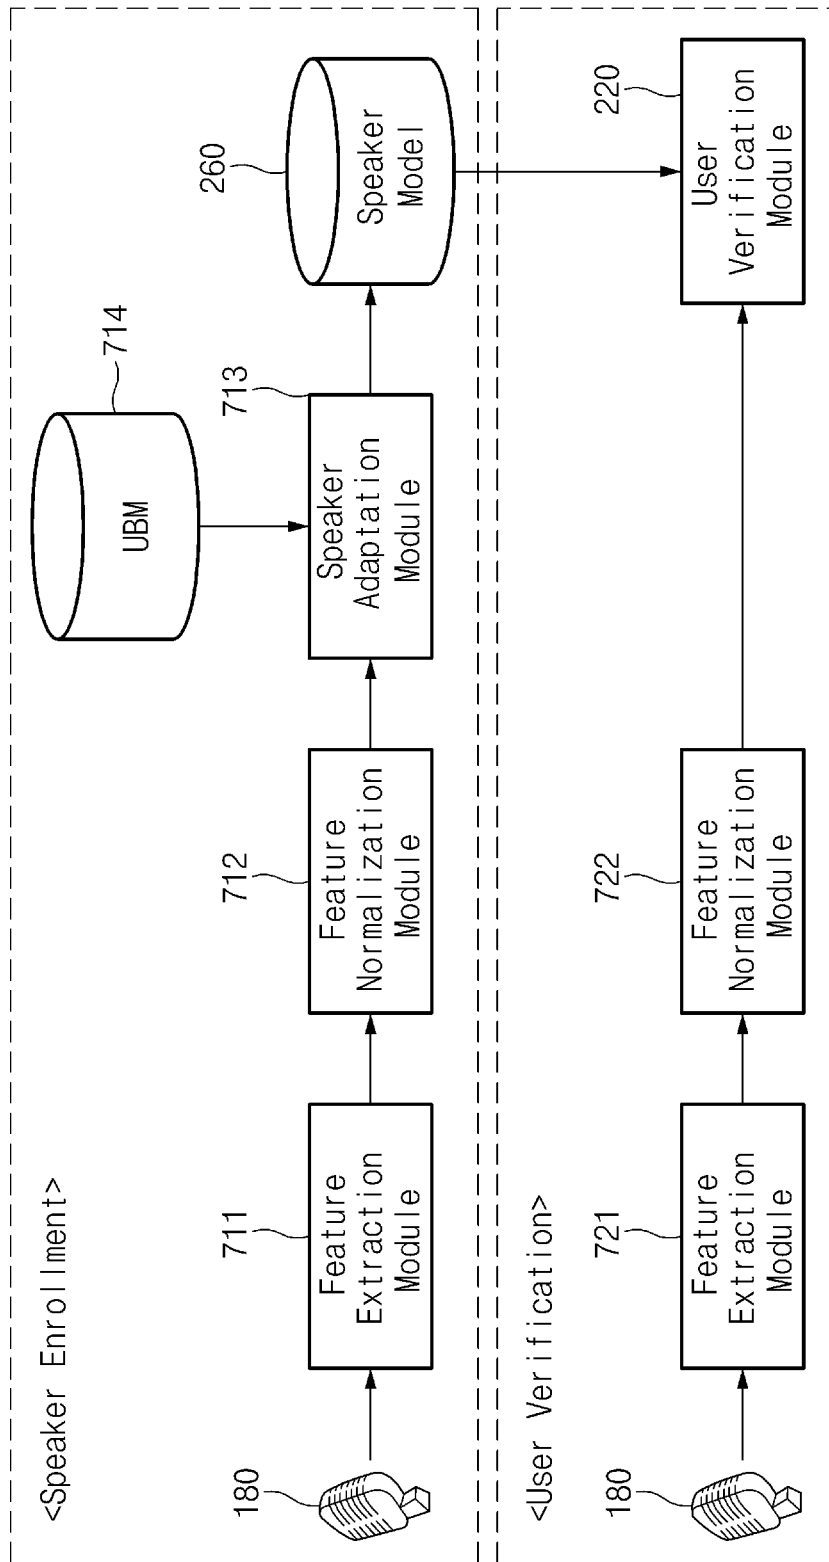 <Speaker Enrollment>
180
711
Feature
Extraction
Module
712
Feature
Normalization
Module
713
Speaker
Adaptation
Module
714
UBM
260
Speaker
Model
<User Verification>
180
721
Feature
Extraction
Module
722
Feature
Normalization
Module
220
User
Verification
Module